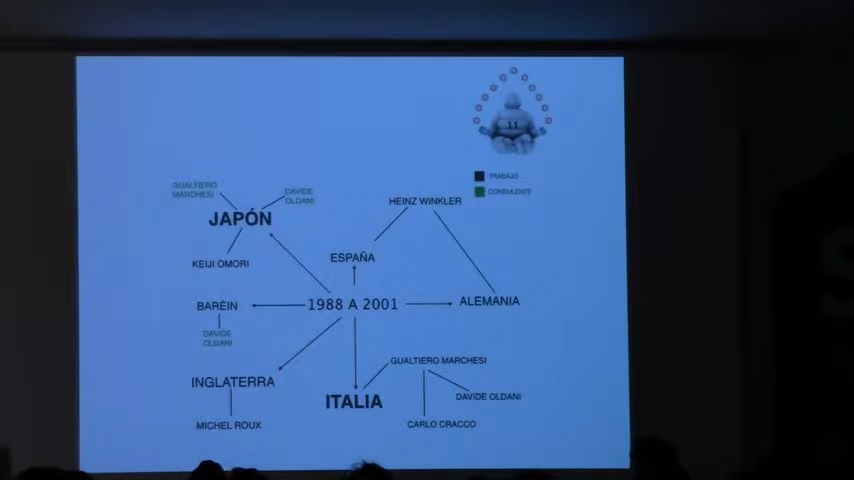 11
TRABAJO
CONSULENTE
GUALTIERO
MARCHESI
DAVIDE
OLDANI
JAPÓN
HEINZ WINKLER
KEIJI OMORI
ESPAÑA
BARÉIN
1988 A 2001
ALEMANIA
DAVIDE
OLDANI
INGLATERRA
GUALTIERO MARCHESI
ITALIA
DAVIDE OLDANI
MICHEL ROUX
CARLO CRACCO